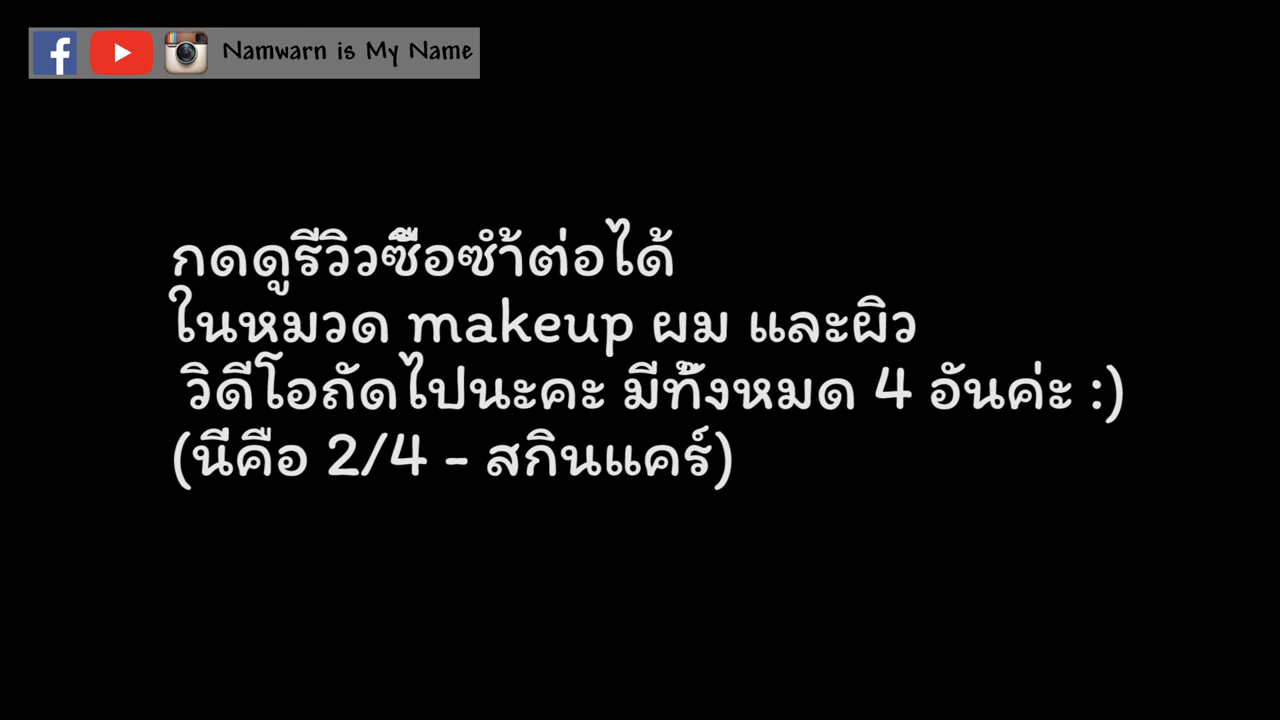 Namwarn is My Name
กดดูรีวิวซื้อซ้ำต่อได้
ในหมวด makeup ผม และผิว
วิดีโอถัดไปนะคะ มีทั้งหมด 4 อันค่ะ :)
(นี่คือ 2/4 - สกินแคร์)